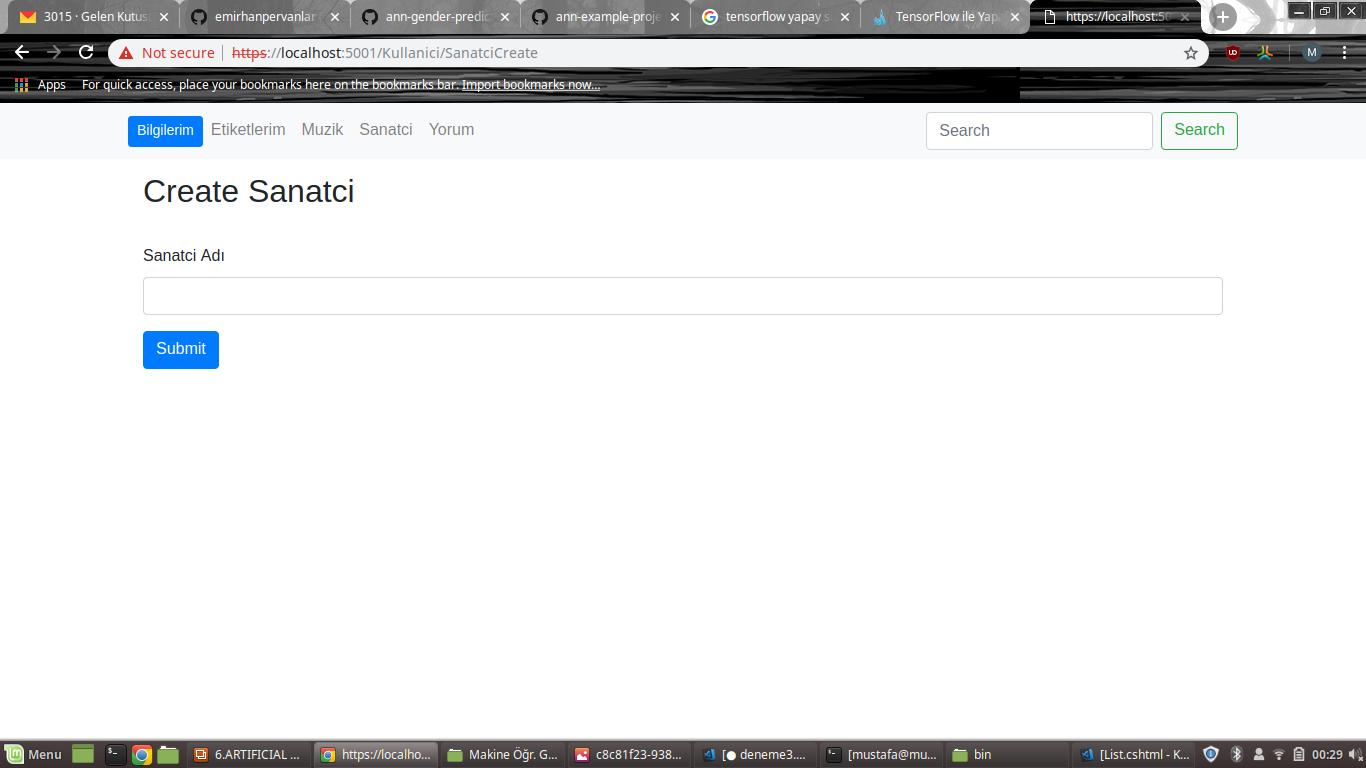 3015 · Gelen Kutus
emirhanpervanlar
ann-gender-predic
ann-example-proje
tensorflow yapay s
TensorFlow ile Yap
https://localhost:50
Not secure
https://localhost:5001/Kullanici/SanatciCreate
M
Apps
For quick access, place your bookmarks here on the bookmarks bar. Import bookmarks now...
Bilgilerim
Etiketlerim
Muzik
Sanatci
Yorum
Search
Search
Create Sanatci
Sanatci Adı
Submit
Menu
6.ARTIFICIAL ...
https://localho...
Makine Öğr. G...
c8c81f23-938...
[● deneme3....
[mustafa@mu...
bin
[List.cshtml - K...
00:29